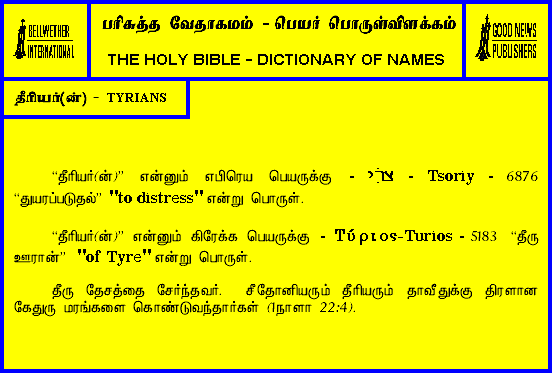 BELLWETHER
INTERNATIONAL
பரிசுத்த வேதாகமம் - பெயர் பொருள்விளக்கம்
THE HOLY BIBLE - DICTIONARY OF NAMES
GOOD NEWS
PUBLISHERS
தீரியர்(ன்) - TYRIANS
“தீரியர்(ன்)” என்னும் எபிரெய பெயருக்கு - צֹרִי - Tsoriy - 6876
“துயரப்படுதல்” "to distress" என்று பொருள்.
“தீரியர்(ன்)” என்னும் கிரேக்க பெயருக்கு - Τύριος-Turios - 5183 “தீரு
ஊரான்” "of Tyre" என்று பொருள்.
தீரு தேசத்தை சேர்ந்தவர். சீதோனியரும் தீரியரும் தாவீதுக்கு திரளான
கேதுரு மரங்களை கொண்டுவந்தார்கள் (1நாளா 22:4).